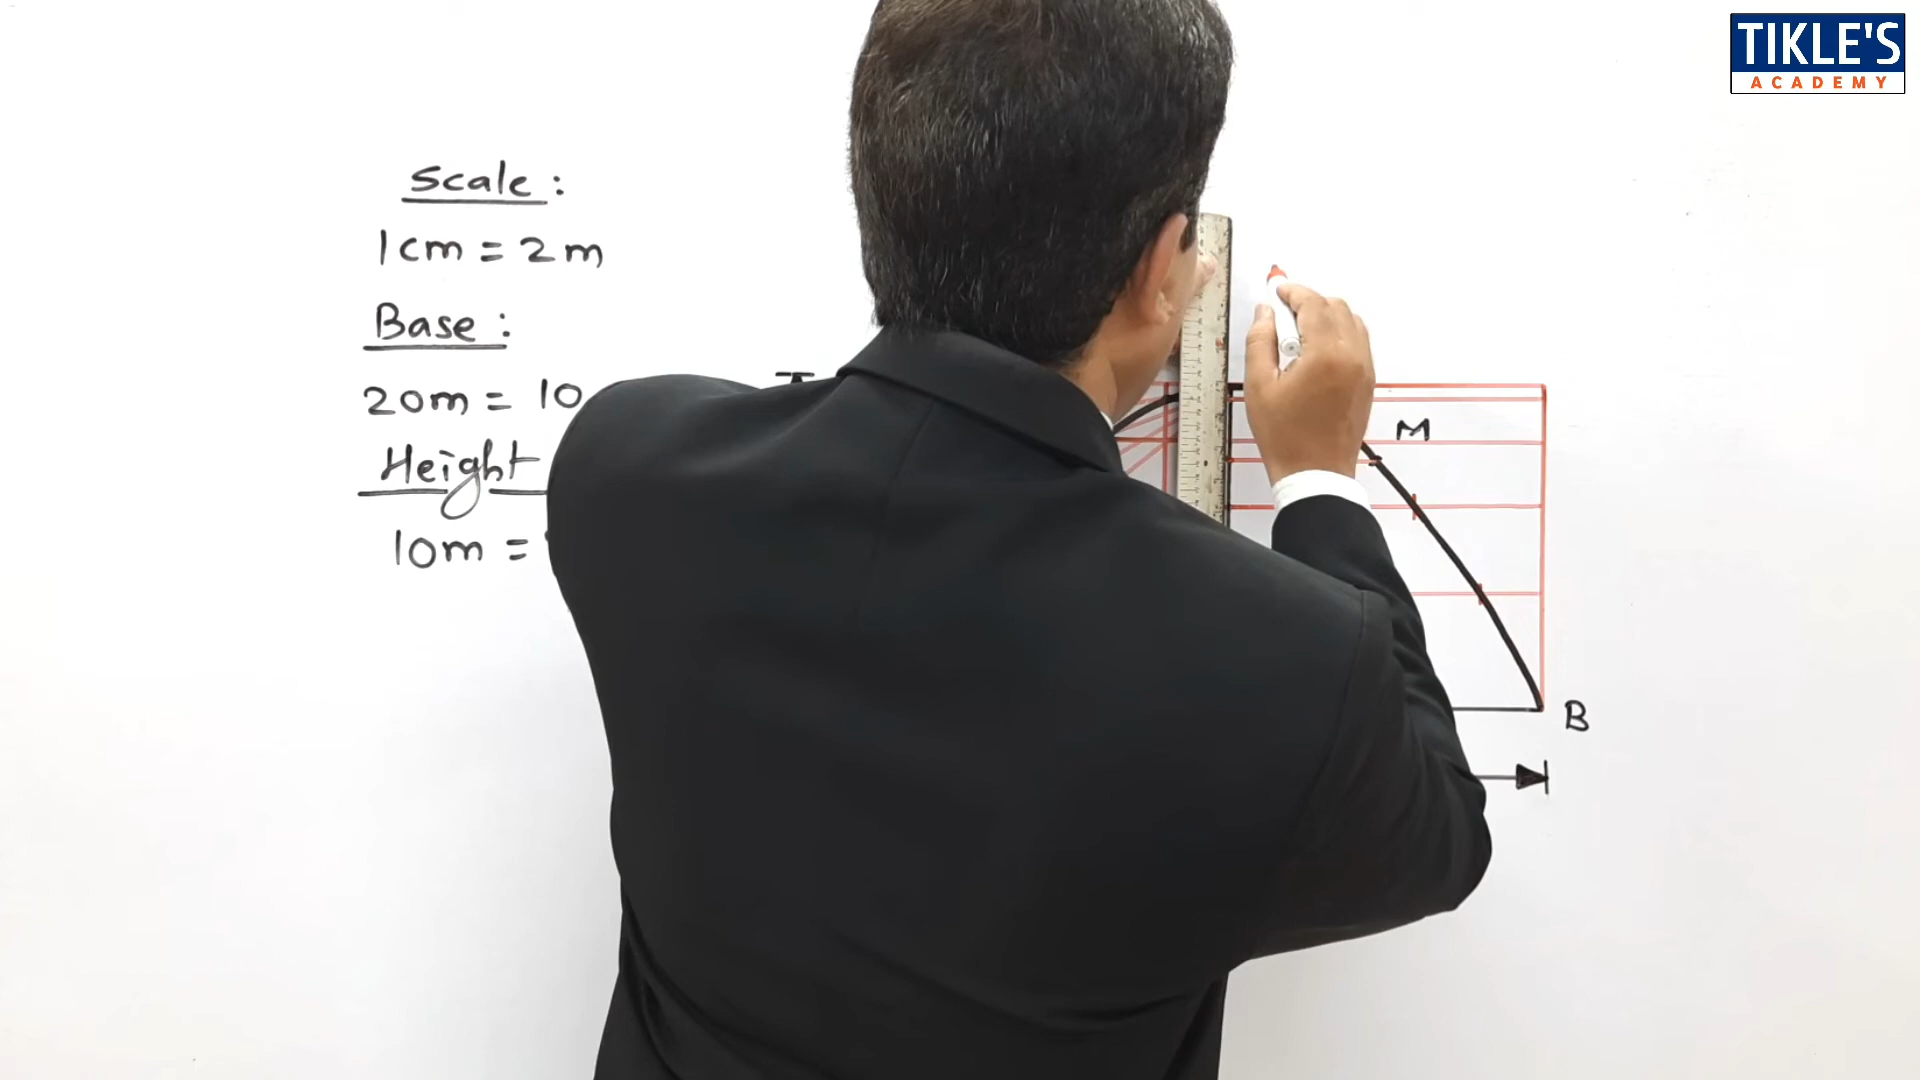 TIKLE'S
ACADEMY
Scale:
1cm = 2m
Base:
20m = 10
Height
10m =
M
B